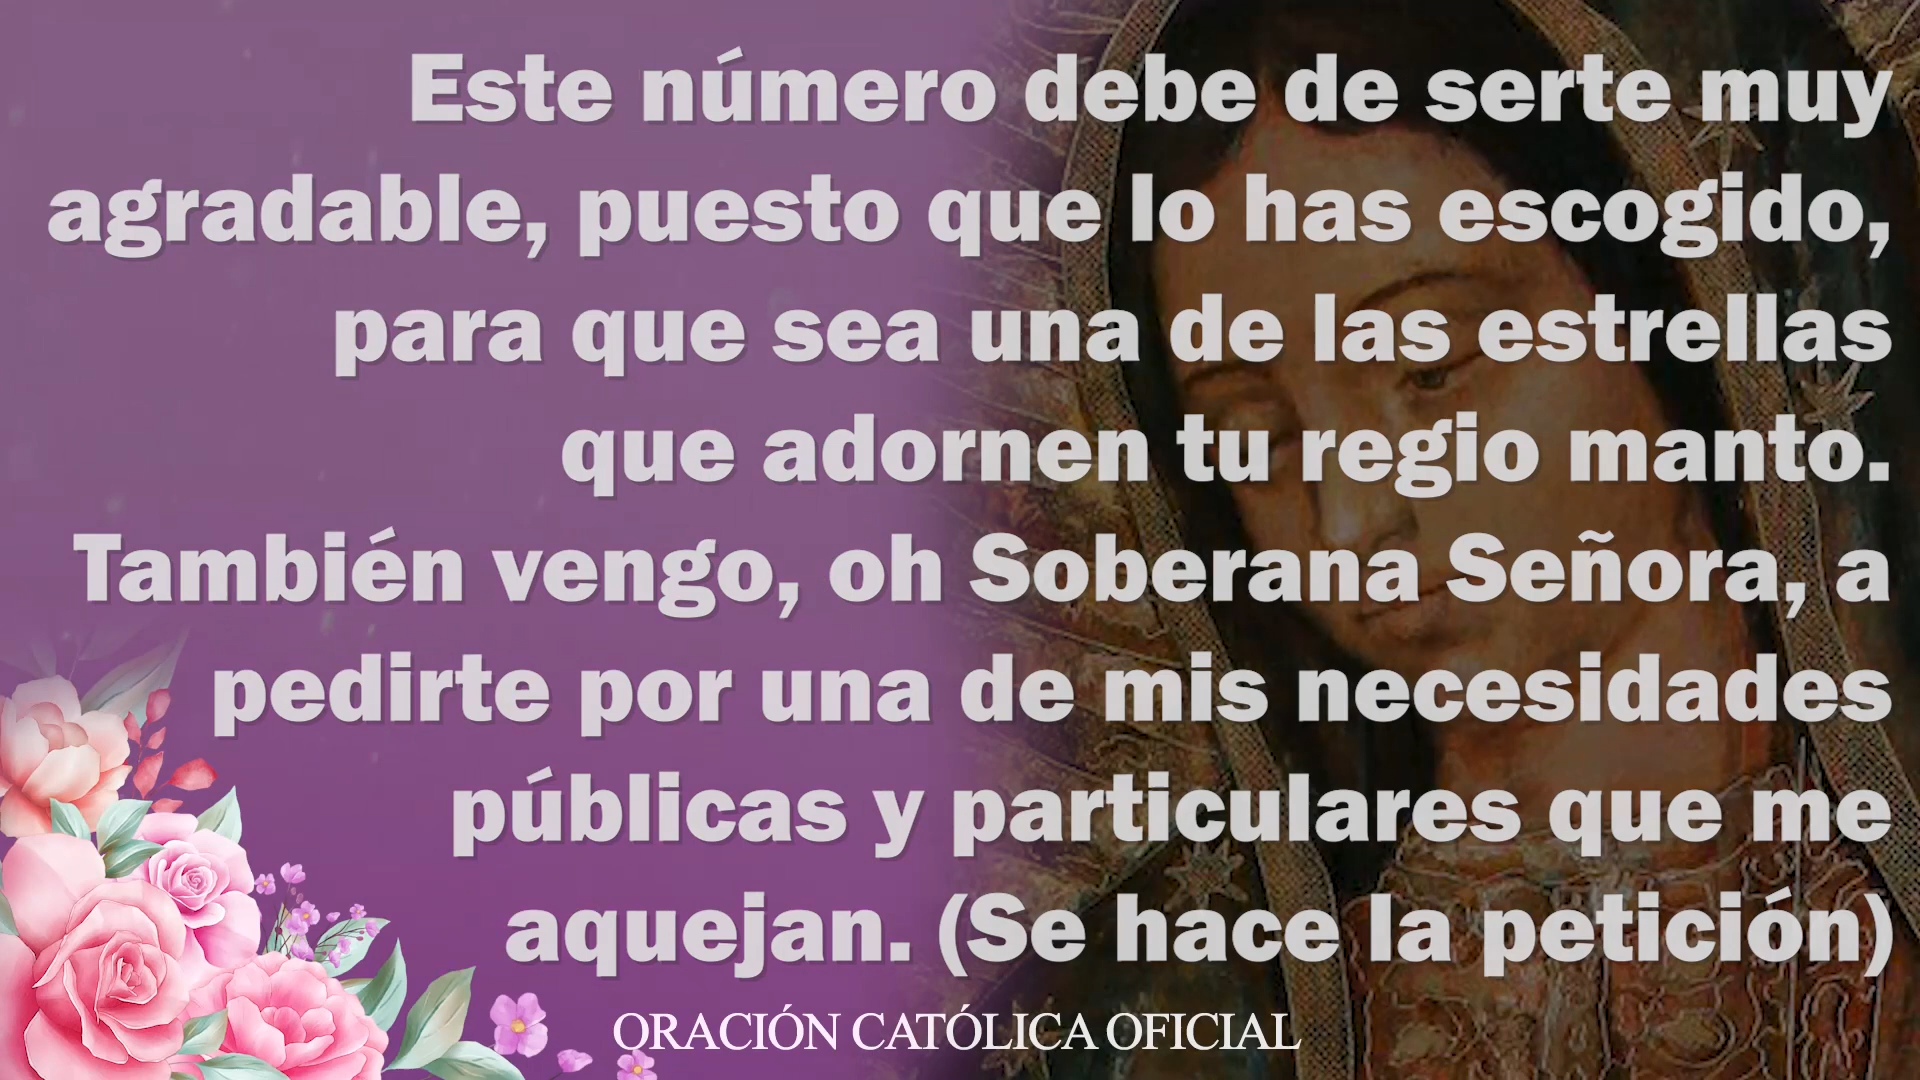 Este número debe de serte muy
agradable, puesto que lo has escogido,
para que sea una de las estrellas
que adornen tu regio manto.
También vengo, oh Soberana Señora, a
pedirte por una de mis necesidades
públicas y particulares que me
aquejan. (Se hace la petición)
ORACIÓN CATÓLICA OFICIAL